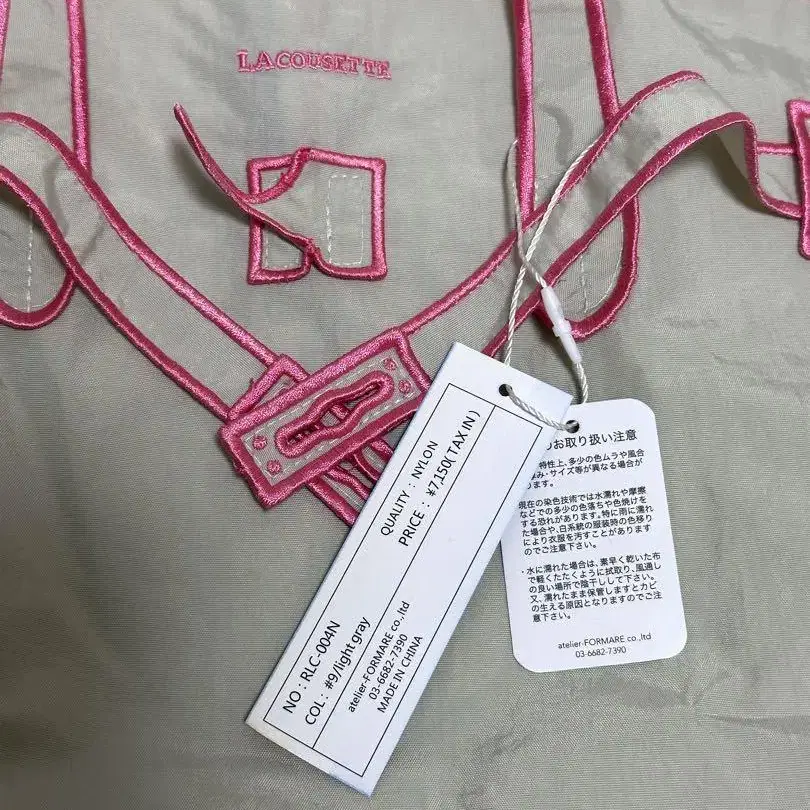 LACOUSETTE
NO : RLC-004N
COL : #9/light gray
QUALITY : NYLON
PRICE : ¥7,150(TAX IN)
atelier-FORMARE co.,ltd
03-6682-7390
MADE IN CHINA
お取り扱い注意
特性上、多少の色ムラや風合
み・サイズ等が異なる場合が
ます。
現在の染色技術では水濡れや摩擦
などでの多少の色落ちや色焼けを
する恐れがあります。特に雨に濡れ
た場合や、白系統の服装時の色移り
により衣服を汚すことがあります
のでご注意下さい。
・水に濡れた場合は、素早く乾いた布
で軽くたたくように拭取り、風通し
の良い場所で陰干しして下さい。
又、濡れたまま保管しますとカビ
の生える原因となりますのでご注
意下さい。
atelier-FORMARE co.,ltd
03-6682-7390